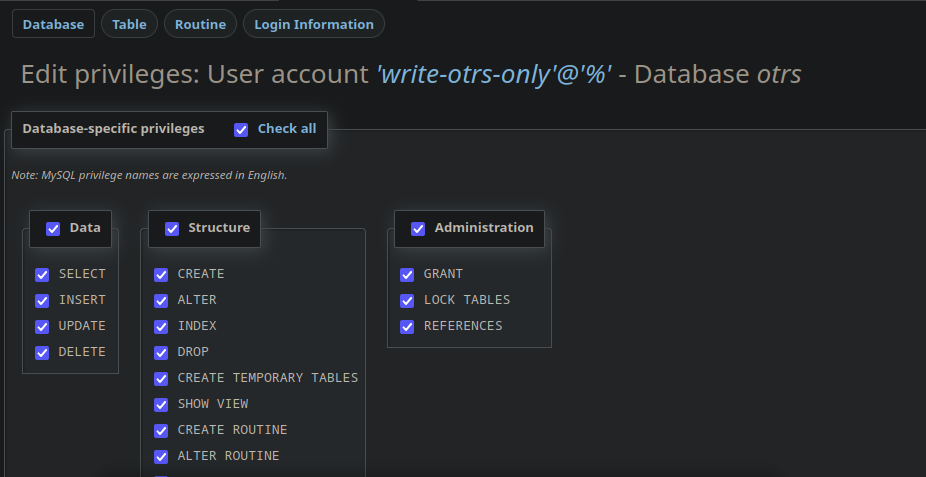 Database Table Routine Login Information
Edit privileges: User account 'write-otrs-only'@'%' - Database otrs
Database-specific privileges Check all
Note: MySQL privilege names are expressed in English.
Data
SELECT
INSERT
UPDATE
DELETE
Structure
CREATE
ALTER
INDEX
DROP
CREATE TEMPORARY TABLES
SHOW VIEW
CREATE ROUTINE
ALTER ROUTINE
Administration
GRANT
LOCK TABLES
REFERENCES